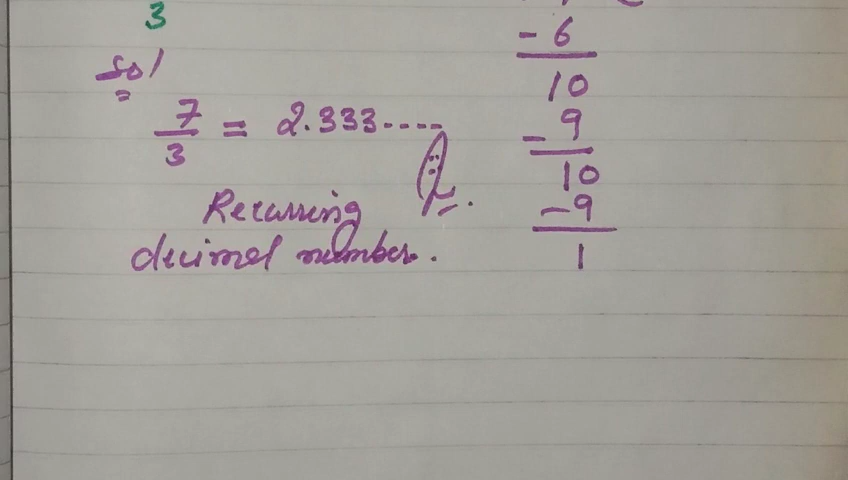 3
Sol
7/3 = 2.333----
Recurring
decimal number.
- 6
10
- 9
10
- 9
1